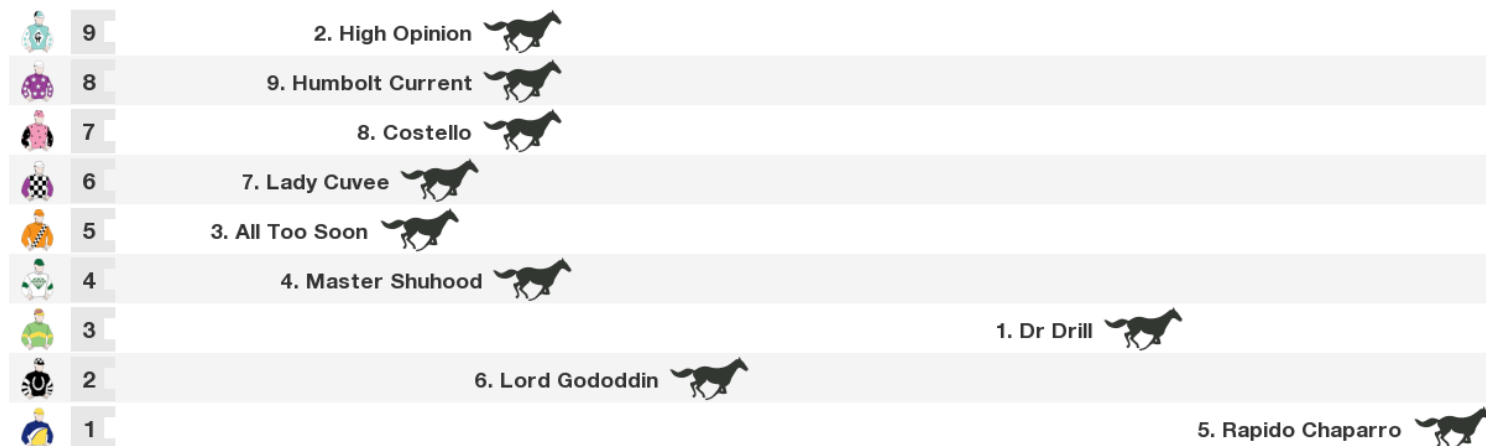 9 2. High Opinion
8 9. Humbolt Current
7 8. Costello
6 7. Lady Cuvee
5 3. All Too Soon
4 4. Master Shuhood
3 1. Dr Drill
2 6. Lord Gododdin
1 5. Rapido Chaparro